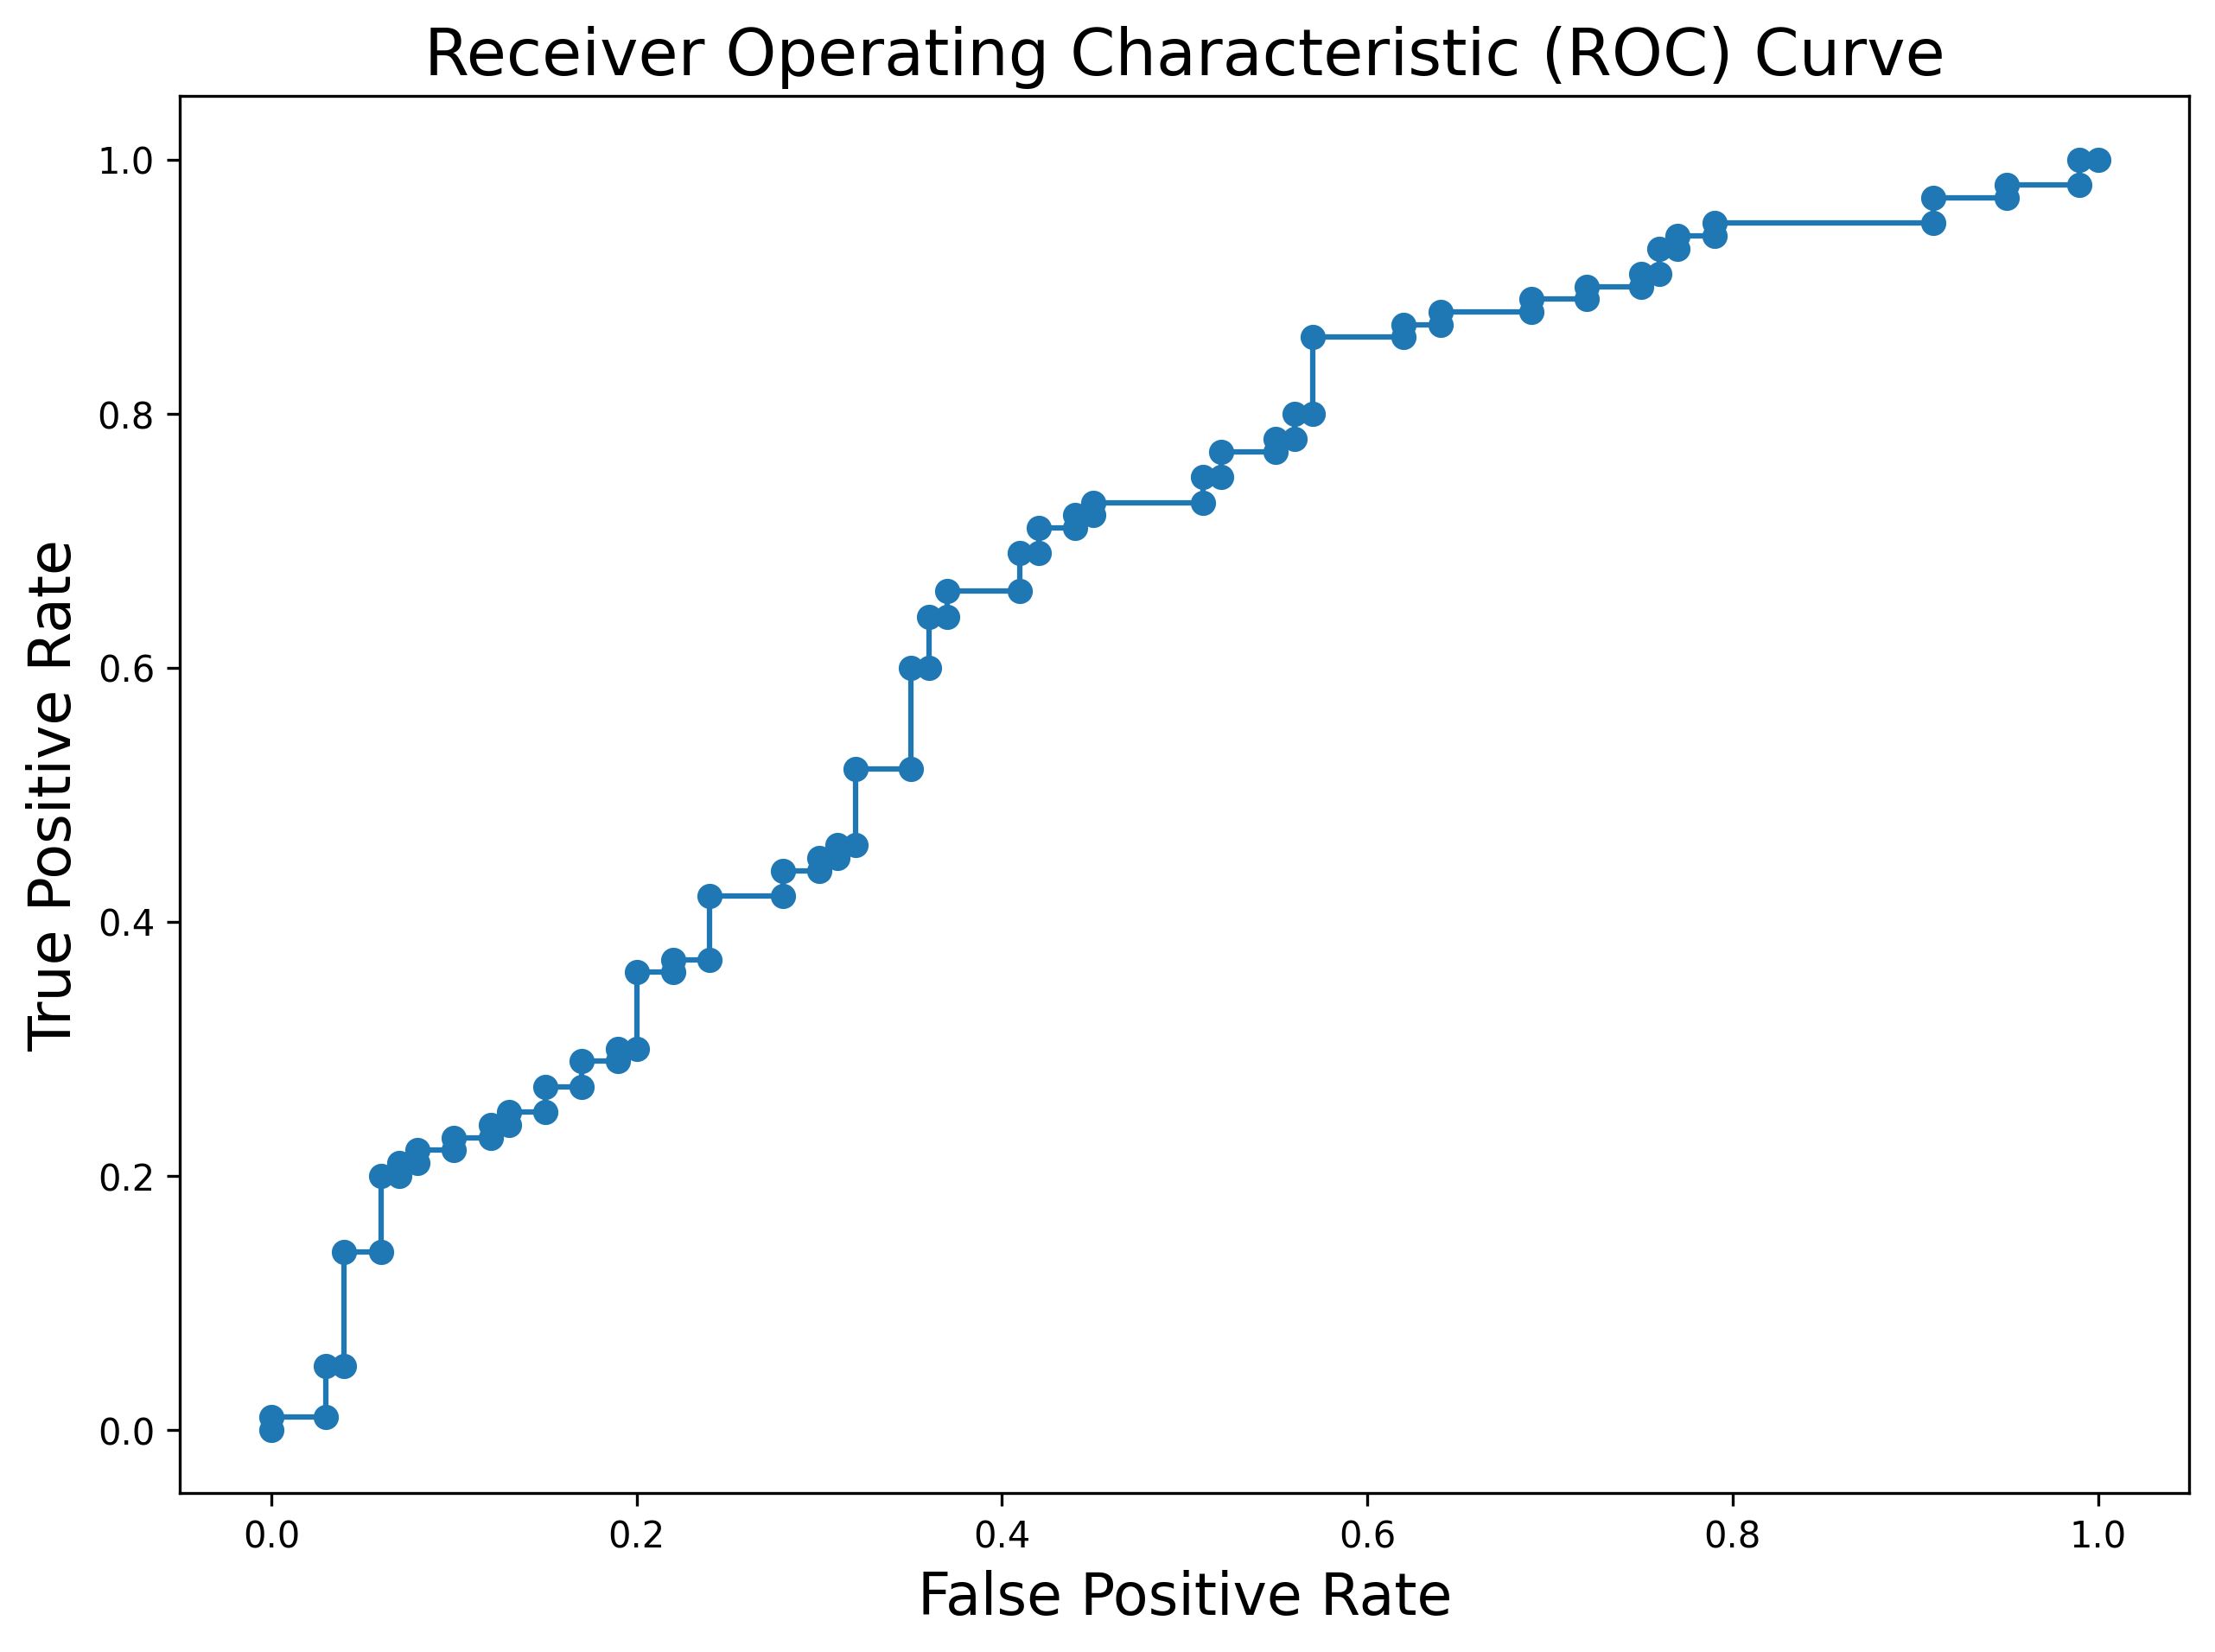 Receiver Operating Characteristic (ROC) Curve
True Positive Rate
1.0
0.8
0.6
0.4
0.2
0.0
0.0 0.2 0.4 0.6 0.8 1.0
False Positive Rate